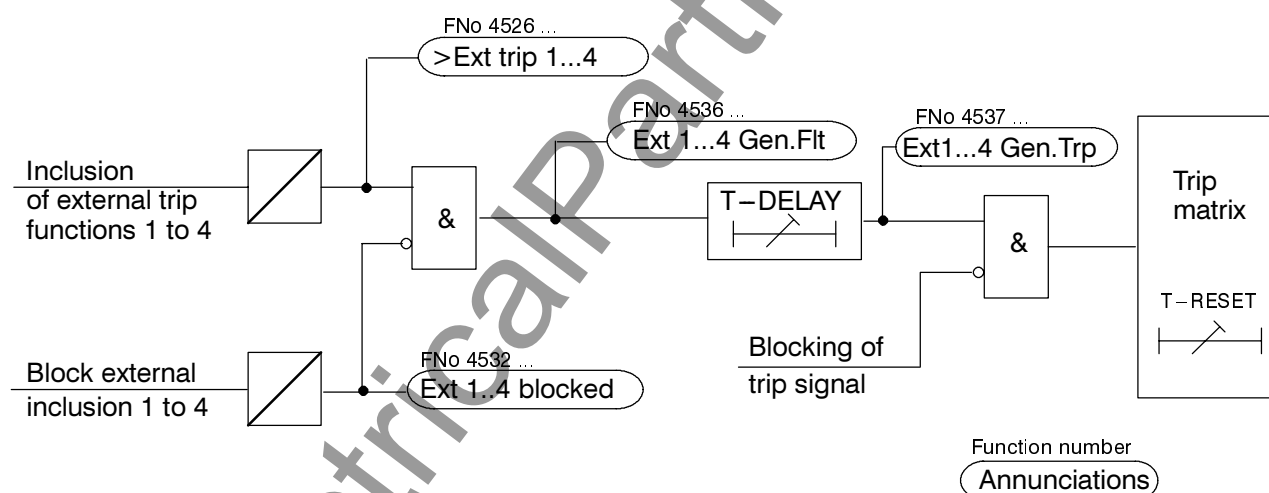 FNo 4526 ...
>Ext trip 1...4
FNo 4536 ...
Ext 1...4 Gen.Flt
FNo 4537 ...
Ext1...4 Gen.Trp
Inclusion
of external trip
functions 1 to 4
&
T–DELAY
&
Trip
matrix
T–RESET
Block external
inclusion 1 to 4
FNo 4532 ...
Ext 1..4 blocked
Blocking of
trip signal
Function number
Annunciations
tricalPart